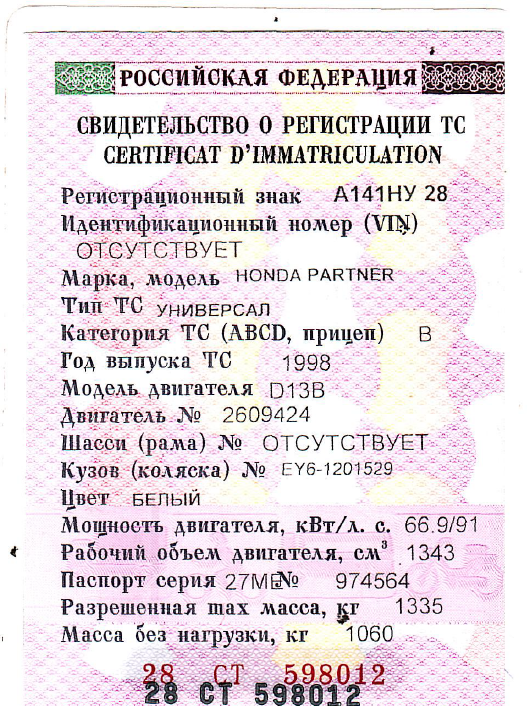 РОССИЙСКАЯ ФЕДЕРАЦИЯ
СВИДЕТЕЛЬСТВО О РЕГИСТРАЦИИ ТС
CERTIFICAT D'IMMATRICULATION
Регистрационный знак А141НУ 28
Идентификационный номер (VIN)
ОТСУТСТВУЕТ
Марка, модель HONDA PARTNER
Тип ТС УНИВЕРСАЛ
Категория ТС (ABCD, прицеп) B
Год выпуска ТС 1998
Модель двигателя D13B
Двигатель № 2609424
Шасси (рама) № ОТСУТСТВУЕТ
Кузов (коляска) № EY6-1201529
Цвет БЕЛЫЙ
Мощность двигателя, кВт/л. с. 66.9/91
Рабочий объем двигателя, см³ 1343
Паспорт серия 27МЕ№ 974564
Разрешенная max масса, кг 1335
Масса без нагрузки, кг 1060
28 СТ 598012
28 СТ 598012